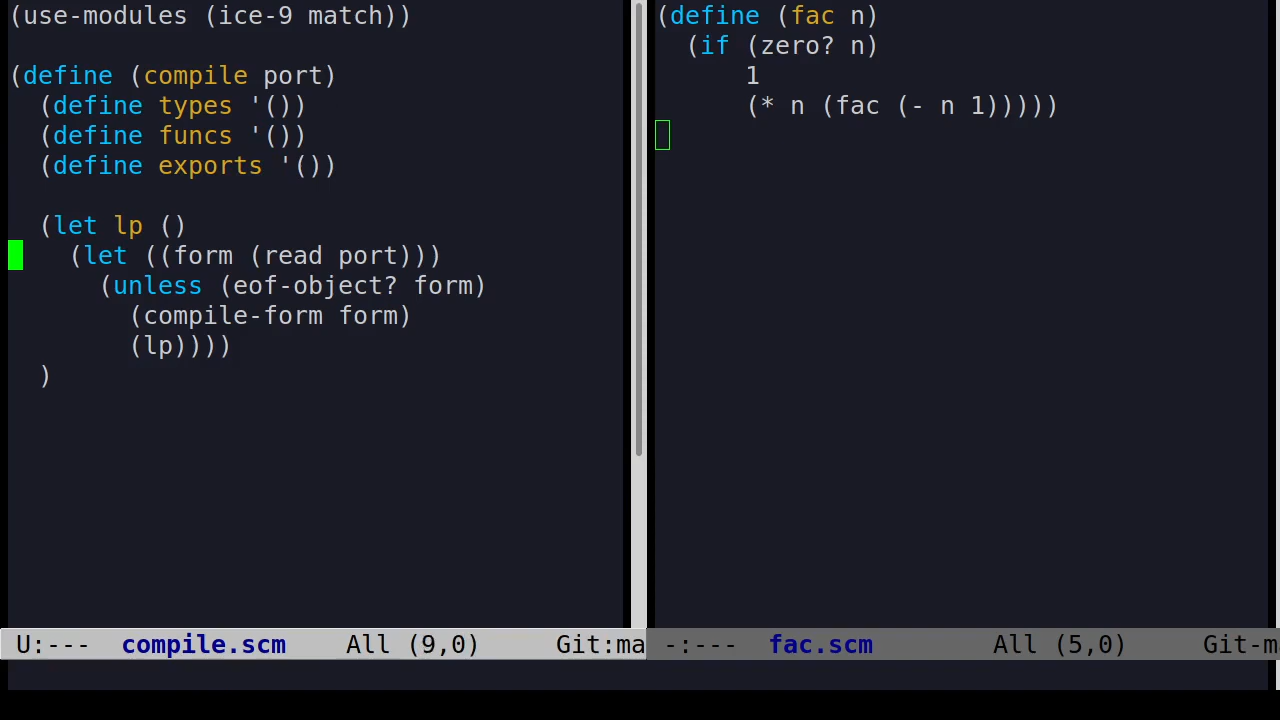 (use-modules (ice-9 match))

(define (compile port)
  (define types '())
  (define funcs '())
  (define exports '())

  (let lp ()
    (let ((form (read port)))
      (unless (eof-object? form)
        (compile-form form)
        (lp))))
  )
U:--- compile.scm All (9,0) Git:ma
(define (fac n)
  (if (zero? n)
      1
      (* n (fac (- n 1)))))
-:--- fac.scm All (5,0) Git-m